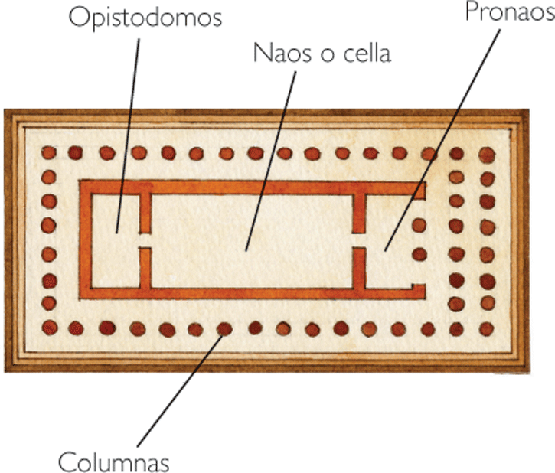 Opistodomos
Naos o cella
Pronaos
Columnas